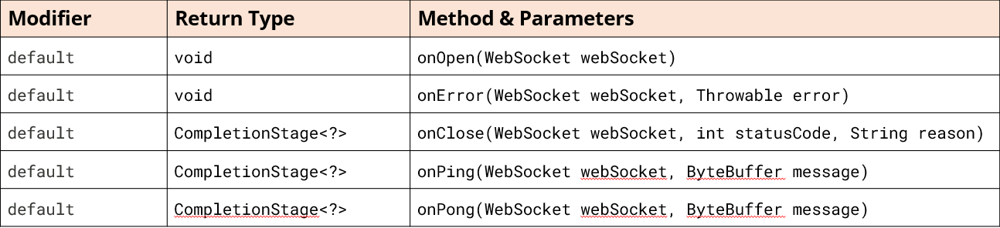 Modifier Return Type Method & Parameters
default void onOpen(WebSocket webSocket)
default void onError(WebSocket webSocket, Throwable error)
default CompletionStage<?> onClose(WebSocket webSocket, int statusCode, String reason)
default CompletionStage<?> onPing(WebSocket webSocket, ByteBuffer message)
default CompletionStage<?> onPong(WebSocket webSocket, ByteBuffer message)